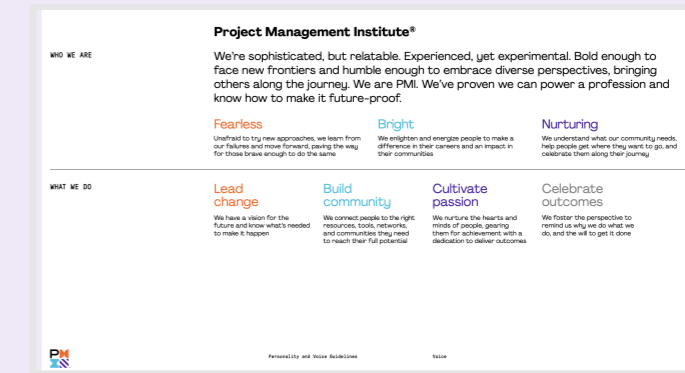 Project Management Institute®
WHO WE ARE
We're sophisticated, but relatable. Experienced, yet experimental. Bold enough to
face new frontiers and humble enough to embrace diverse perspectives, bringing
others along the journey. We are PMI. We've proven we can power a profession and
know how to make it future-proof.
Fearless
Unafraid to try new approaches, we learn from
our failures and move forward, paving the way
for those brave enough to do the same
Bright
We enlighten and energize people to make a
difference in their careers and an impact in
their communities
Nurturing
We understand what our community needs,
help people get where they want to go, and
celebrate them along their journey
WHAT WE DO
Lead
change
We have a vision for the
future and know what's needed
to make it happen
Build
community
We connect people to the right
resources, tools, networks,
and communities they need
to reach their full potential
Cultivate
passion
We nurture the hearts and
minds of people, gearing
them for achievement with a
dedication to deliver outcomes
Celebrate
outcomes
We foster the perspective to
remind us why we do what we
do, and the will to get it done
Personality and Voice Guidelines
Voice